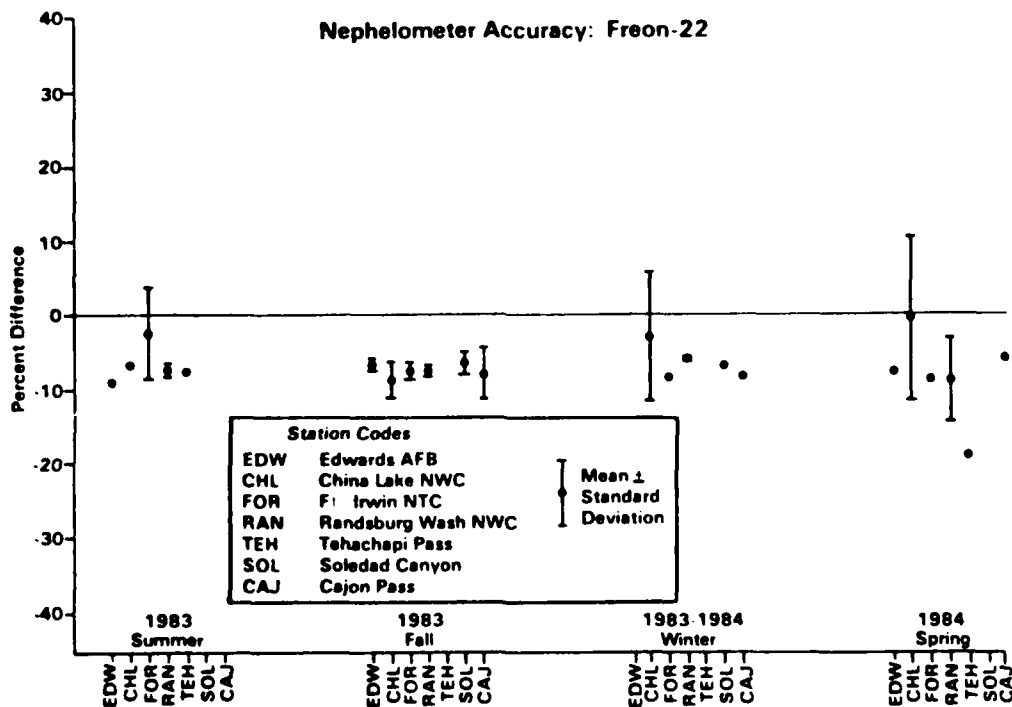 Nephelometer Accuracy: Freon-22
40
30
20
10
0
-10
-20
-30
-40
Percent Difference
Station Codes
EDW Edwards AFB
CHL China Lake NWC
FOR Ft Irwin NTC
RAN Randsburg Wash NWC
TEH Tehachapi Pass
SOL Soledad Canyon
CAJ Cajon Pass
Mean ±
Standard
Deviation
1983
Summer
1983
Fall
1983-1984
Winter
1984
Spring
EDW CHL FOR RAN TEH SOL CAJ
EDW CHL FOR RAN TEH SOL CAJ
EDW CHL FOR RAN TEH SOL CAJ
EDW CHL FOR RAN TEH SOL CAJ